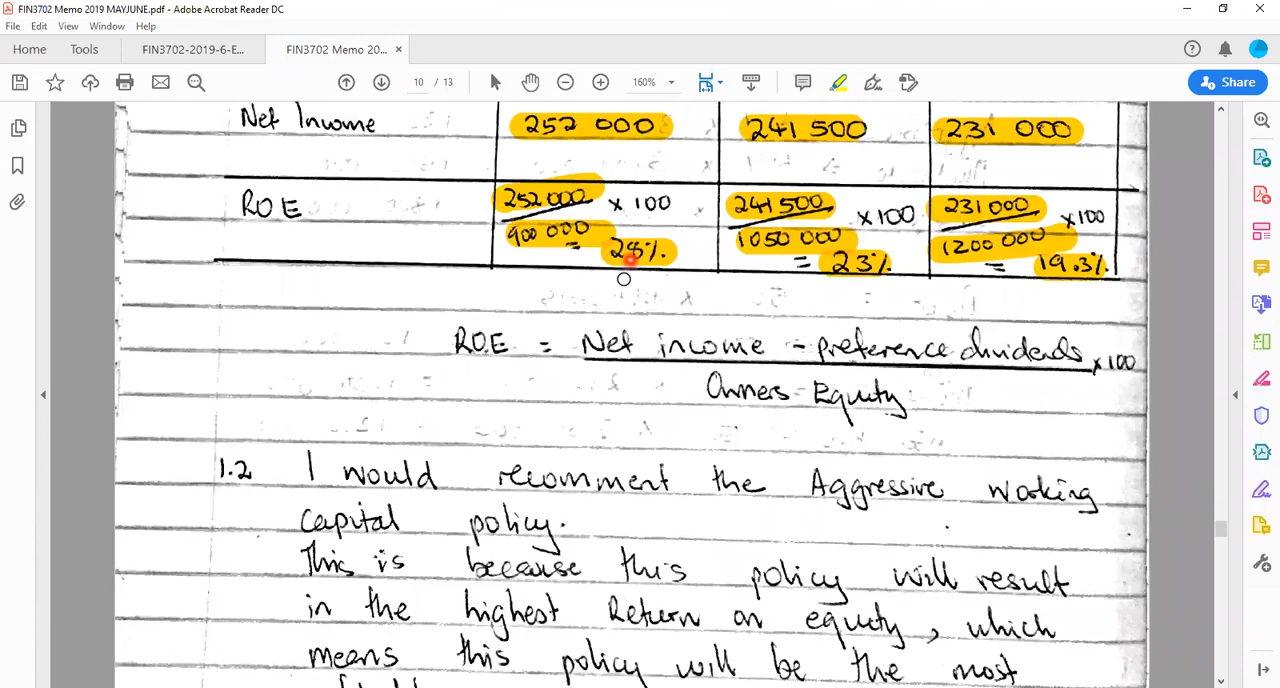 FIN3702 Memo 2019 MAYJUNE.pdf - Adobe Acrobat Reader DC
File Edit View Window Help
Home Tools FIN3702-2019-6-E... FIN3702 Memo 20... ×
10 / 13 160% Share
Net Income 252 000 241 500 231 000
ROE 252 000 x 100 241 500 x 100 231 000 x 100
900 000 1050 000 1200 000
= 28% = 23% = 19.3%
ROE = Net income - preference dividends x 100
Owners Equity
1.2 I would recomment the Aggressive working
capital policy.
This is because this policy will result
in the highest Return on equity, which
means this policy will be the most